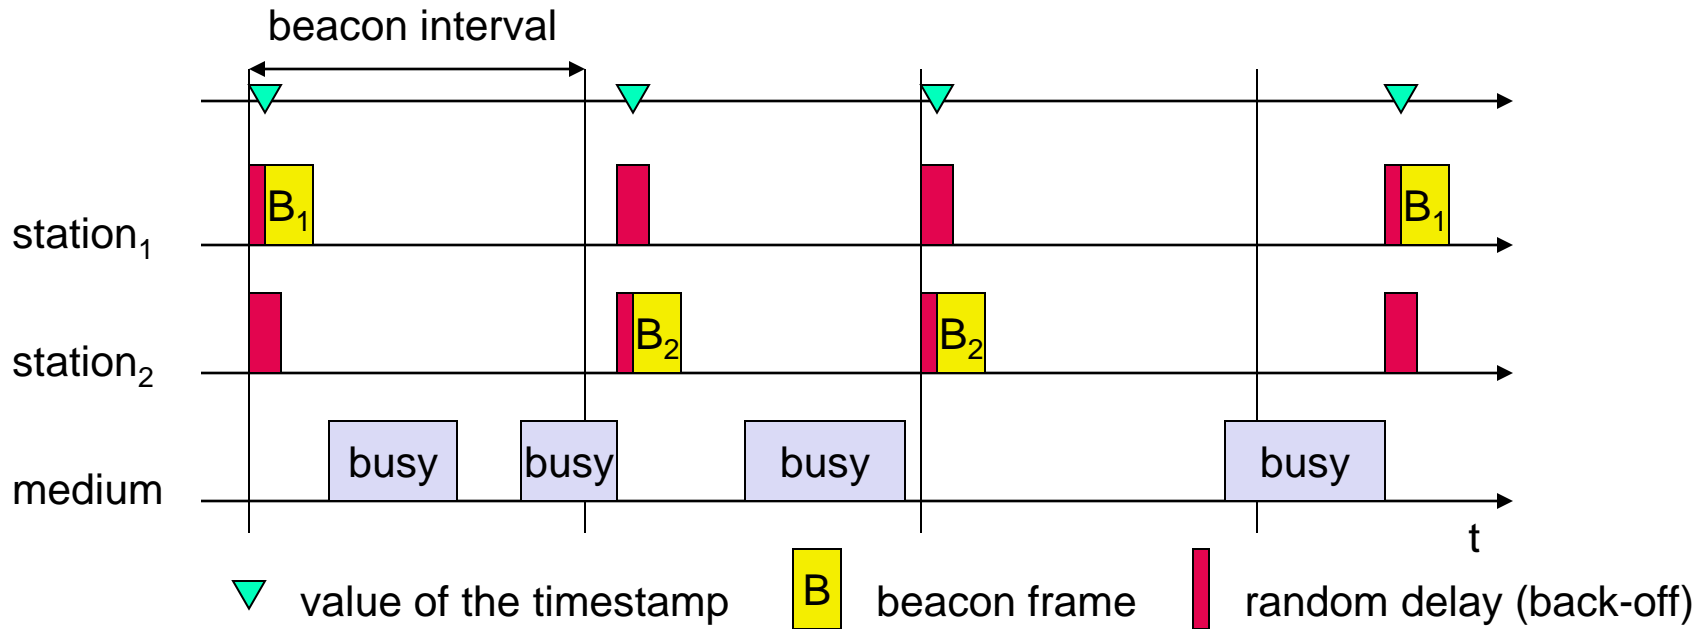 beacon interval
B₁
B₁
station₁
B₂
B₂
station₂
busy
busy
busy
busy
medium
t
value of the timestamp
B
beacon frame
random delay (back-off)